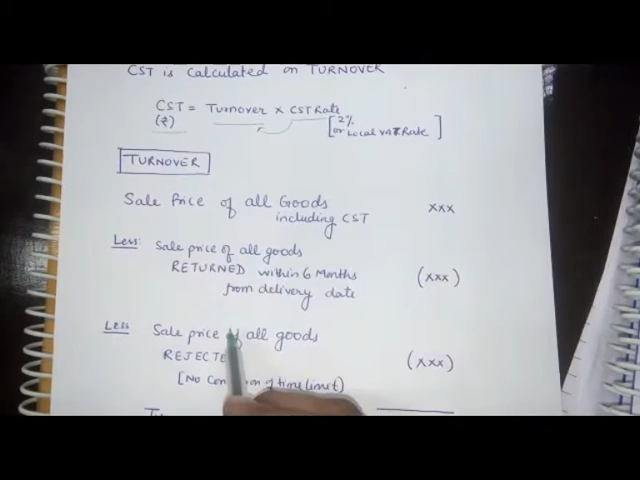 CST is Calculated on TURNOVER
CST = Turnover x CST Rate
(₹) [2%
or Local VAT Rate]
TURNOVER
Sale Price of all Goods
including CST xxx
Less: Sale price of all goods
RETURNED within 6 Months (xxx)
from delivery date
Less Sale price of all goods
REJECTE (xxx)
[No of time limit)